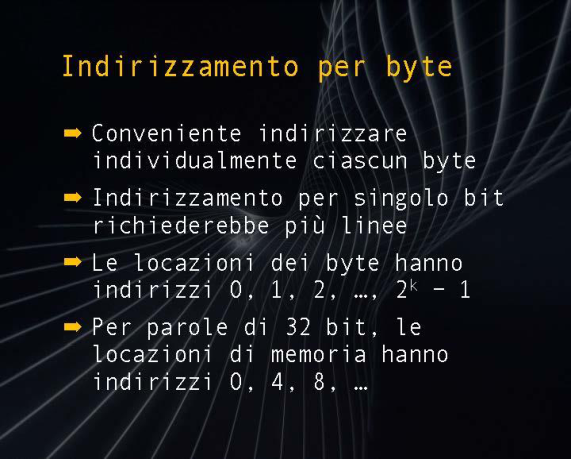 Indirizzamento per byte
➡ Conveniente indirizzare
individualmente ciascun byte
➡ Indirizzamento per singolo bit
richiederebbe più linee
➡ Le locazioni dei byte hanno
indirizzi 0, 1, 2, …, 2ᵏ − 1
➡ Per parole di 32 bit, le
locazioni di memoria hanno
indirizzi 0, 4, 8, …